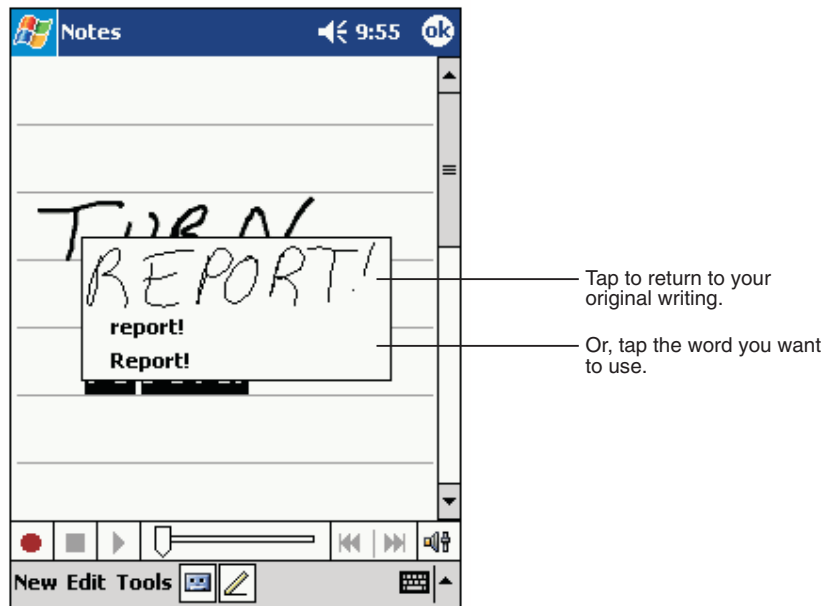 Notes 9:55 ok
TURN
REPORT!
report!
Report!
Tap to return to your
original writing.
Or, tap the word you want
to use.
New Edit Tools